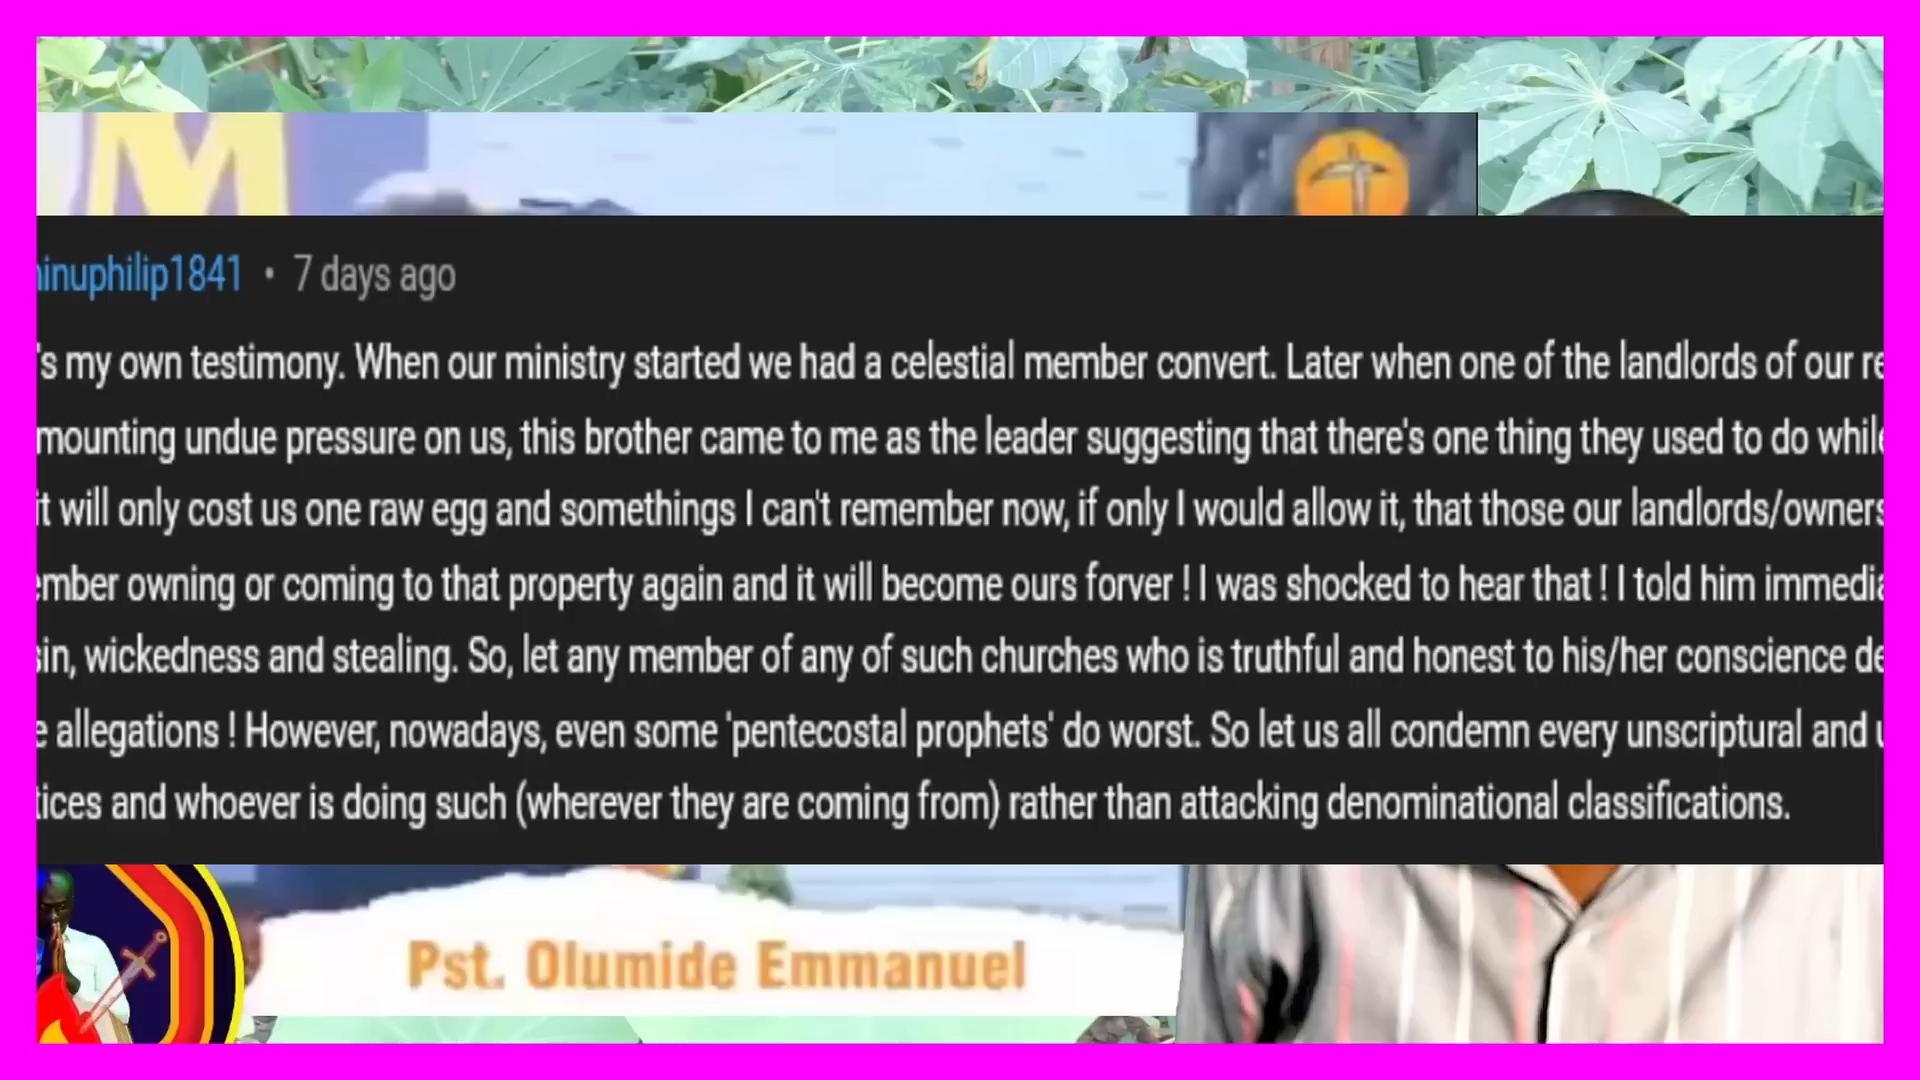 M
inuphilip1841 • 7 days ago
's my own testimony. When our ministry started we had a celestial member convert. Later when one of the landlords of our
mounting undue pressure on us, this brother came to me as the leader suggesting that there's one thing they used to do
it will only cost us one raw egg and somethings I can't remember now, if only I would allow it, that those our landlords/owners
owning or coming to that property again and it will become ours forver ! I was shocked to hear that ! I told him
sin, wickedness and stealing. So, let any member of any of such churches who is truthful and honest to his/her conscience
allegations ! However, nowadays, even some 'pentecostal prophets' do worst. So let us all condemn every unscriptural and
and whoever is doing such (wherever they are coming from) rather than attacking denominational classifications.
Pst. Olumide Emmanuel